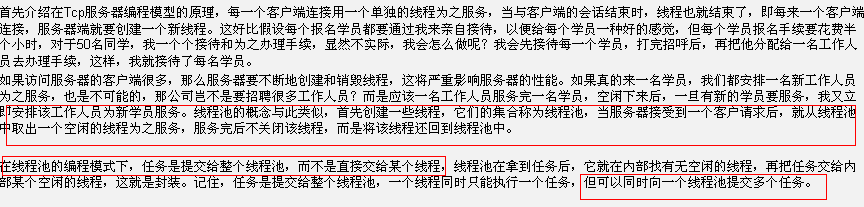 首先介绍在Tcp服务器编程模型的原理，每一个客户端连接用一个单独的线程为之服务，当与客户端的会话结束时，线程也就结束了，即每来一个客户端
连接，服务器端就要创建一个新线程。这好比假设每个报名学员都要通过我来亲自接待，以便给每个学员一种好的感觉，但每个学员报名手续要花费半
个小时，对于50名同学，我一个个接待和为之办理手续，显然不实际，我会怎么做呢？我会先接待每一个学员，打完招呼后，再把他分配给一名工作人
员去办理手续，这样，我就接待了每名学员。
如果访问服务器的客户端很多，那么服务器要不断地创建和销毁线程，这将严重影响服务器的性能。如果真的来一名学员，我们都安排一名新工作人员
为之服务，也是不可能的，那公司岂不是要招聘很多工作人员？而是应该一名工作人员服务完一名学员，空闲下来后，一旦有新的学员要服务，我又立
即安排该工作人员为新学员服务。线程池的概念与此类似，首先创建一些线程，它们的集合称为线程池，当服务器接受到一个客户请求后，就从线程池
中取出一个空闲的线程为之服务，服务完后不关闭该线程，而是将该线程还回到线程池中。
在线程池的编程模式下，任务是提交给整个线程池，而不是直接交给某个线程，线程池在拿到任务后，它就在内部找有无空闲的线程，再把任务交给内
部某个空闲的线程，这就是封装。记住，任务是提交给整个线程池，一个线程同时只能执行一个任务，但可以同时向一个线程池提交多个任务。